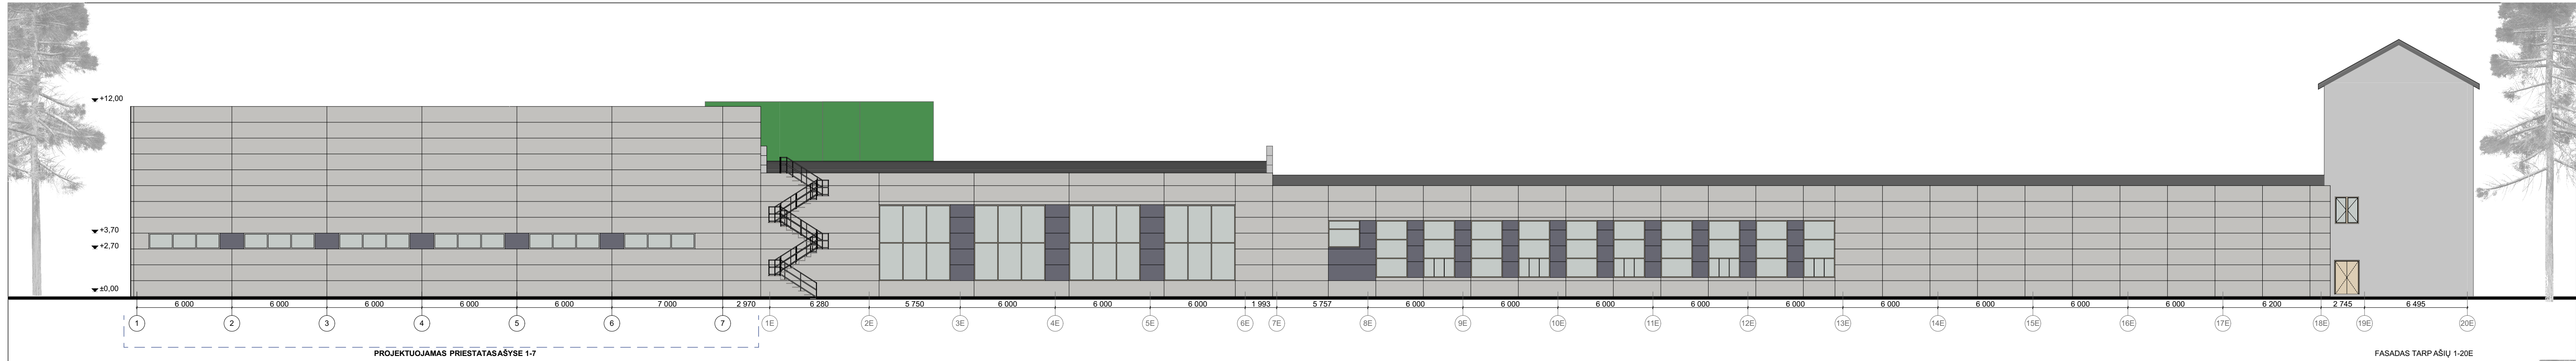 +12,00
+3,70
+2,70
±0,00
6 000 6 000 6 000 6 000 6 000 7 000 2 970 6 280 5 750 6 000 6 000 6 000 1 993 5 757 6 000 6 000 6 000 6 000 6 000 6 000 6 000 6 000 6 000 6 200 2 745 6 495
1 2 3 4 5 6 7 1E 2E 3E 4E 5E 6E 7E 8E 9E 10E 11E 12E 13E 14E 15E 16E 17E 18E 19E 20E
PROJEKTUOJAMAS PRIESTATAS AŠYSE 1-7
FASADAS TARP AŠIŲ 1-20E